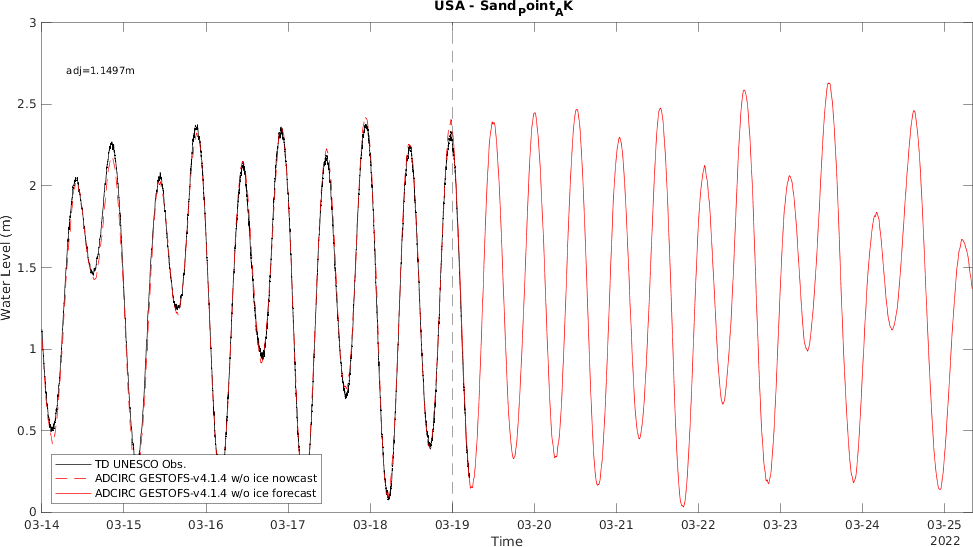 USA - Sand_Point_AK
3
adj=1.1497m
2.5
2
1.5
1
0.5
0
Water Level (m)
TD UNESCO Obs.
ADCIRC GESTOFS-v4.1.4 w/o ice nowcast
ADCIRC GESTOFS-v4.1.4 w/o ice forecast
03-14 03-15 03-16 03-17 03-18 03-19 03-20 03-21 03-22 03-23 03-24 03-25
Time
2022